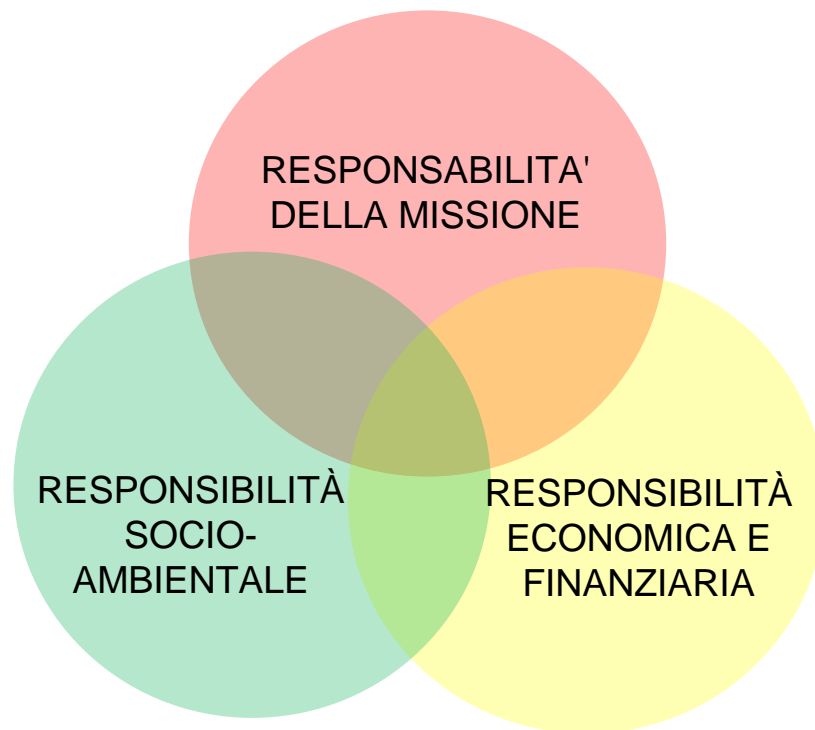 RESPONSABILITA'
DELLA MISSIONE
RESPONSIBILITÀ
SOCIO-
AMBIENTALE
RESPONSIBILITÀ
ECONOMICA E
FINANZIARIA